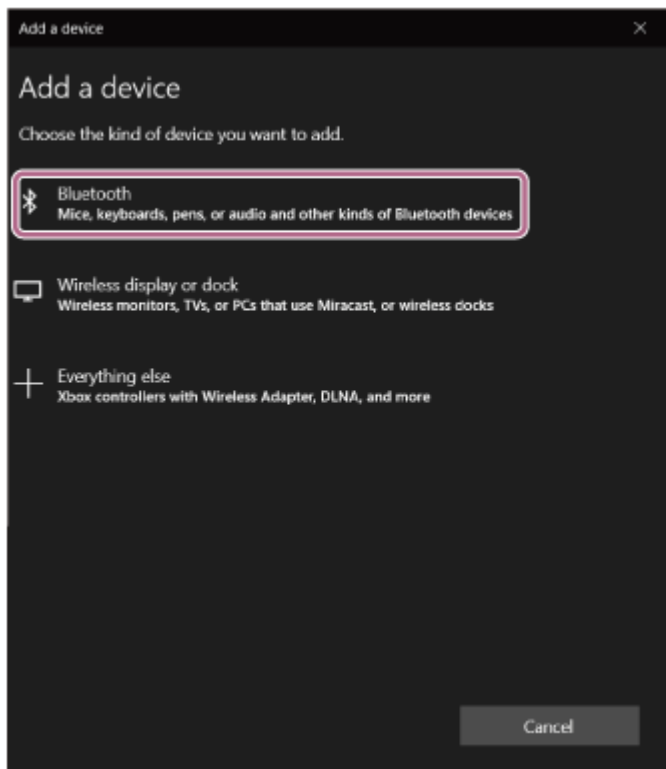 Add a device
Add a device
Choose the kind of device you want to add.
Bluetooth
Mice, keyboards, pens, or audio and other kinds of Bluetooth devices
Wireless display or dock
Wireless monitors, TVs, or PCs that use Miracast, or wireless docks
Everything else
Xbox controllers with Wireless Adapter, DLNA, and more
Cancel